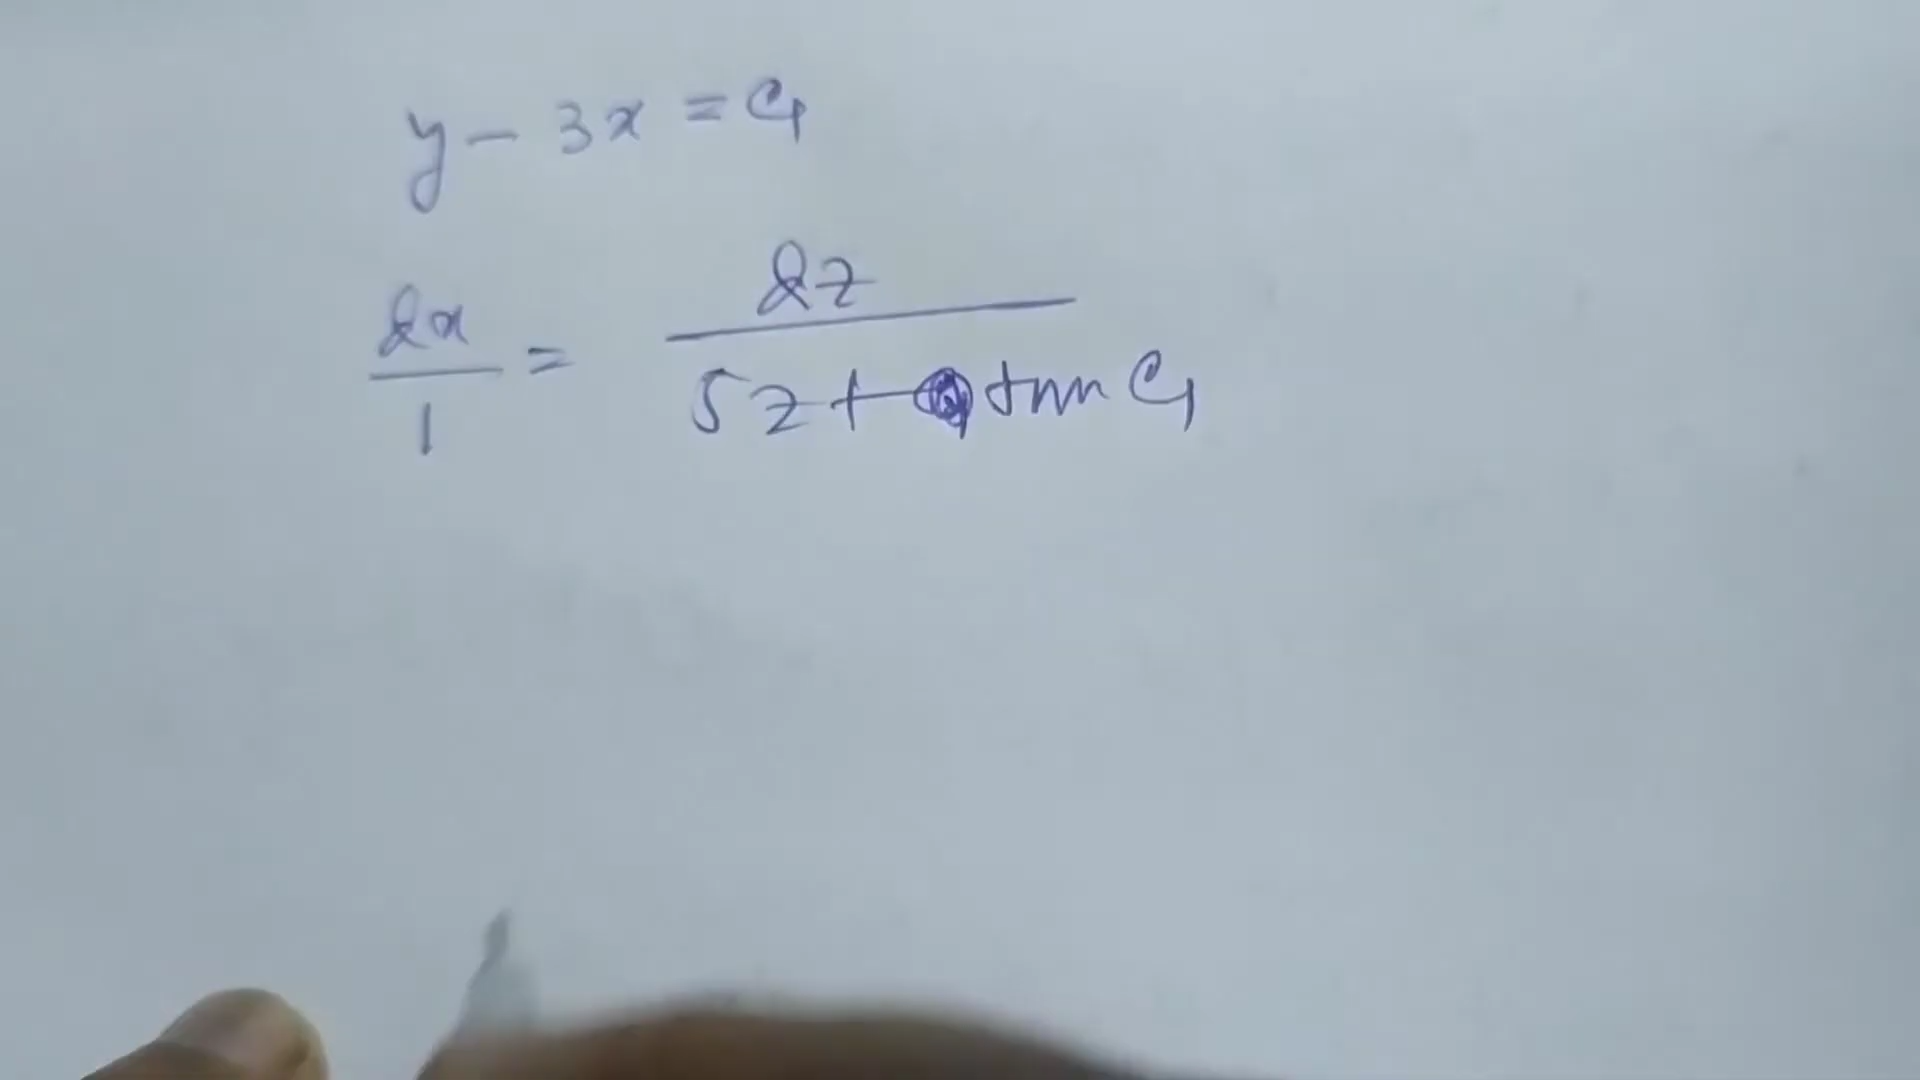 y - 3x = C1
dx/1 = dz/(5z + tan C1)